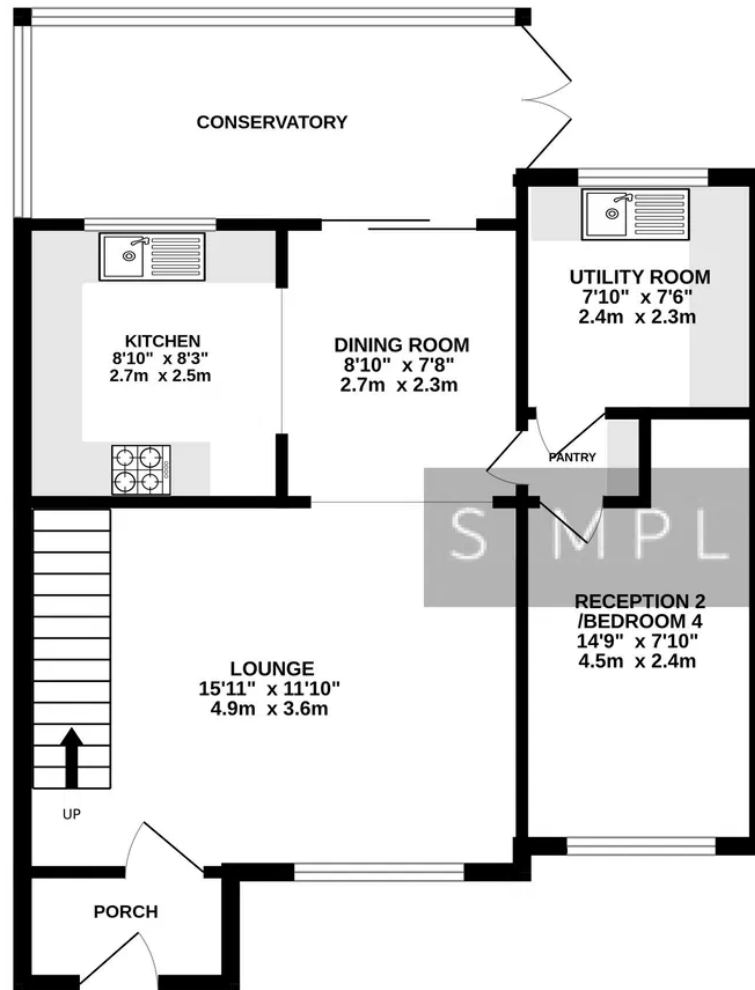 CONSERVATORY
UTILITY ROOM
7'10" x 7'6"
2.4m x 2.3m
KITCHEN
8'10" x 8'3"
2.7m x 2.5m
DINING ROOM
8'10" x 7'8"
2.7m x 2.3m
PANTRY
S MPL
RECEPTION 2
/BEDROOM 4
14'9" x 7'10"
4.5m x 2.4m
LOUNGE
15'11" x 11'10"
4.9m x 3.6m
UP
PORCH